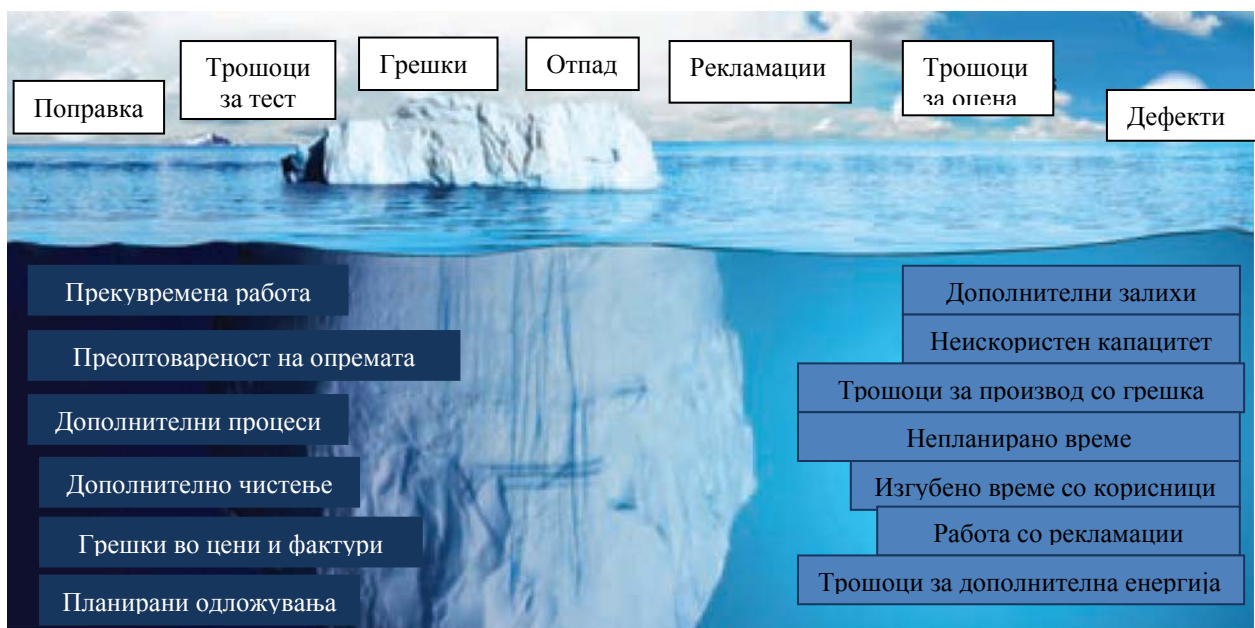 Поправка
Трошоци
за тест
Грешки
Отпад
Рекламации
Трошоци
за оцена
Дефекти
Прекувремена работа
Преоптовареност на опремата
Дополнителни процеси
Дополнително чистење
Грешки во цени и фактури
Планирани одложувања
Дополнителни залихи
Неискористен капацитет
Трошоци за производ со грешка
Непланирано време
Изгубено време со корисници
Работа со рекламации
Трошоци за дополнителна енергија